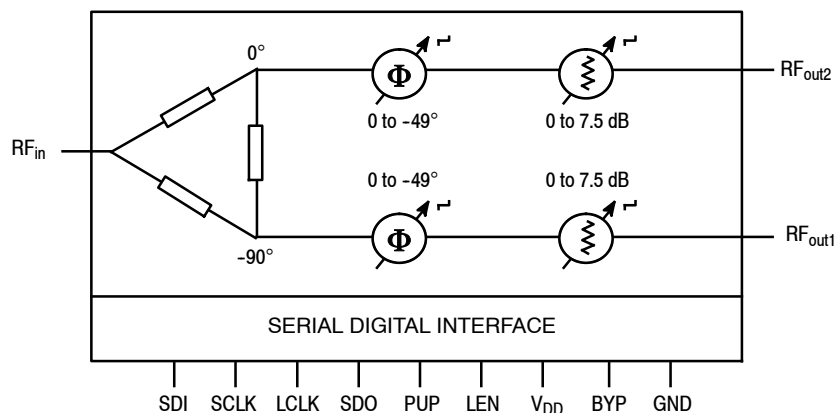 0°
Φ
RFout2
0 to -49°
0 to 7.5 dB
RFin
0 to -49°
0 to 7.5 dB
Φ
RFout1
-90°
SERIAL DIGITAL INTERFACE
SDI SCLK LCLK SDO PUP LEN VDD BYP GND